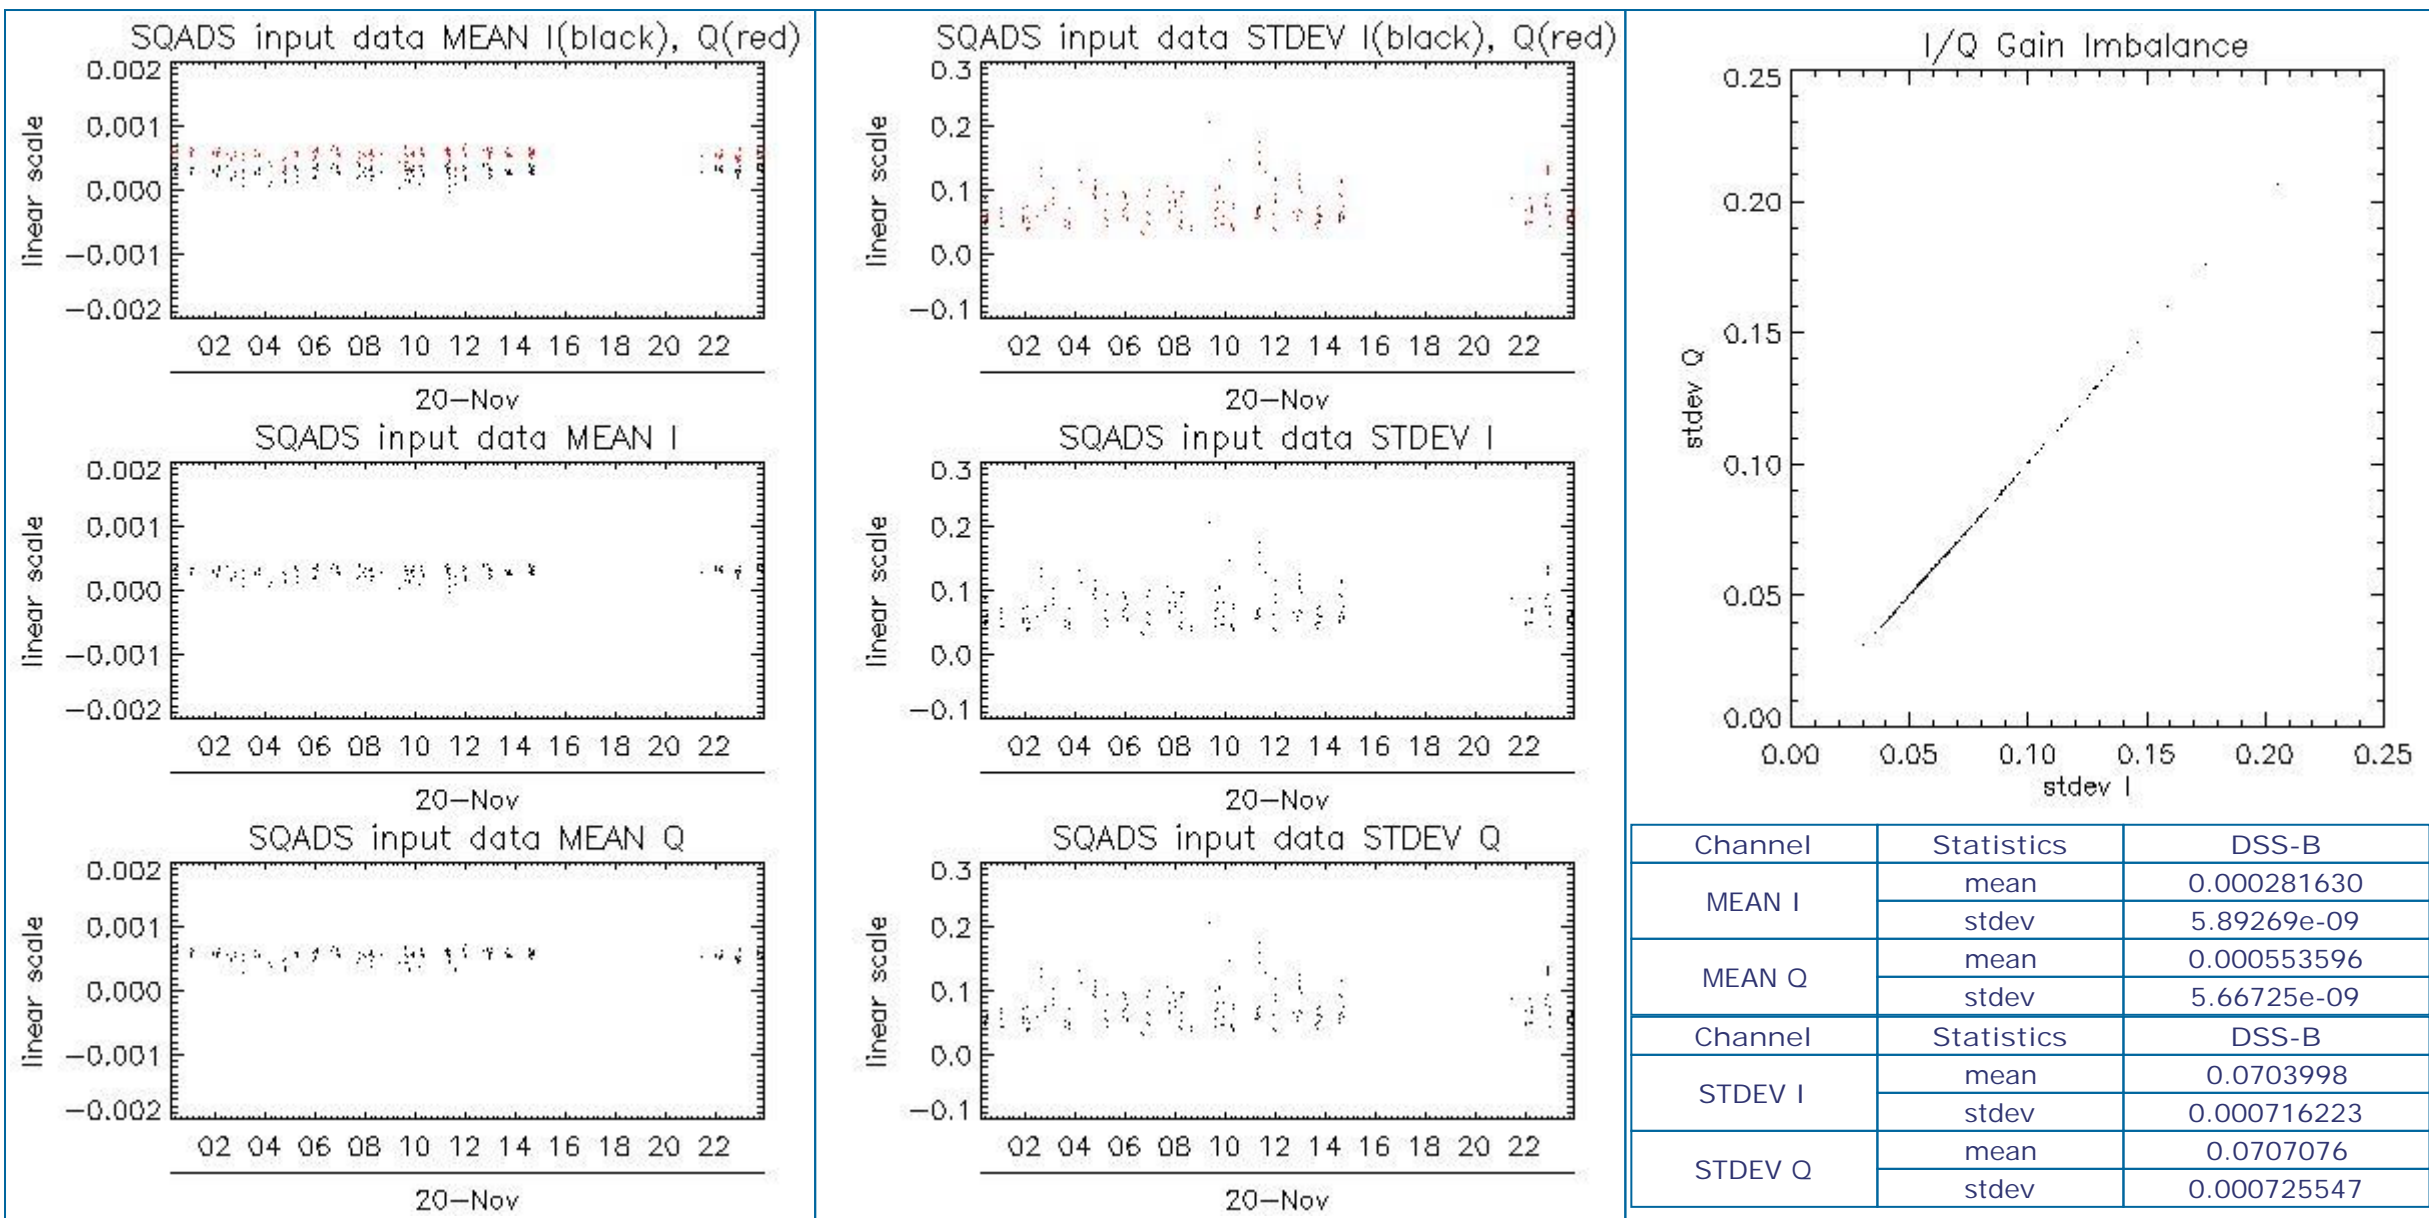 SQADS input data MEAN I(black), Q(red)
0.002
0.001
0.000
-0.001
-0.002
linear scale
02 04 06 08 10 12 14 16 18 20 22
20-Nov
SQADS input data MEAN I
0.002
0.001
0.000
-0.001
-0.002
linear scale
02 04 06 08 10 12 14 16 18 20 22
20-Nov
SQADS input data MEAN Q
0.002
0.001
0.000
-0.001
-0.002
linear scale
02 04 06 08 10 12 14 16 18 20 22
20-Nov
SQADS input data STDEV I(black), Q(red)
0.3
0.2
0.1
0.0
-0.1
linear scale
02 04 06 08 10 12 14 16 18 20 22
20-Nov
SQADS input data STDEV I
0.3
0.2
0.1
0.0
-0.1
linear scale
02 04 06 08 10 12 14 16 18 20 22
20-Nov
SQADS input data STDEV Q
0.3
0.2
0.1
0.0
-0.1
linear scale
02 04 06 08 10 12 14 16 18 20 22
20-Nov
I/Q Gain Imbalance
0.25
0.20
0.15
0.10
0.05
0.00
stdev Q
0.00 0.05 0.10 0.15 0.20 0.25
stdev I
Channel Statistics DSS-B
MEAN I mean 0.000281630
stdev 5.89269e-09
MEAN Q mean 0.000553596
stdev 5.66725e-09
Channel Statistics DSS-B
STDEV I mean 0.0703998
stdev 0.000716223
STDEV Q mean 0.0707076
stdev 0.000725547